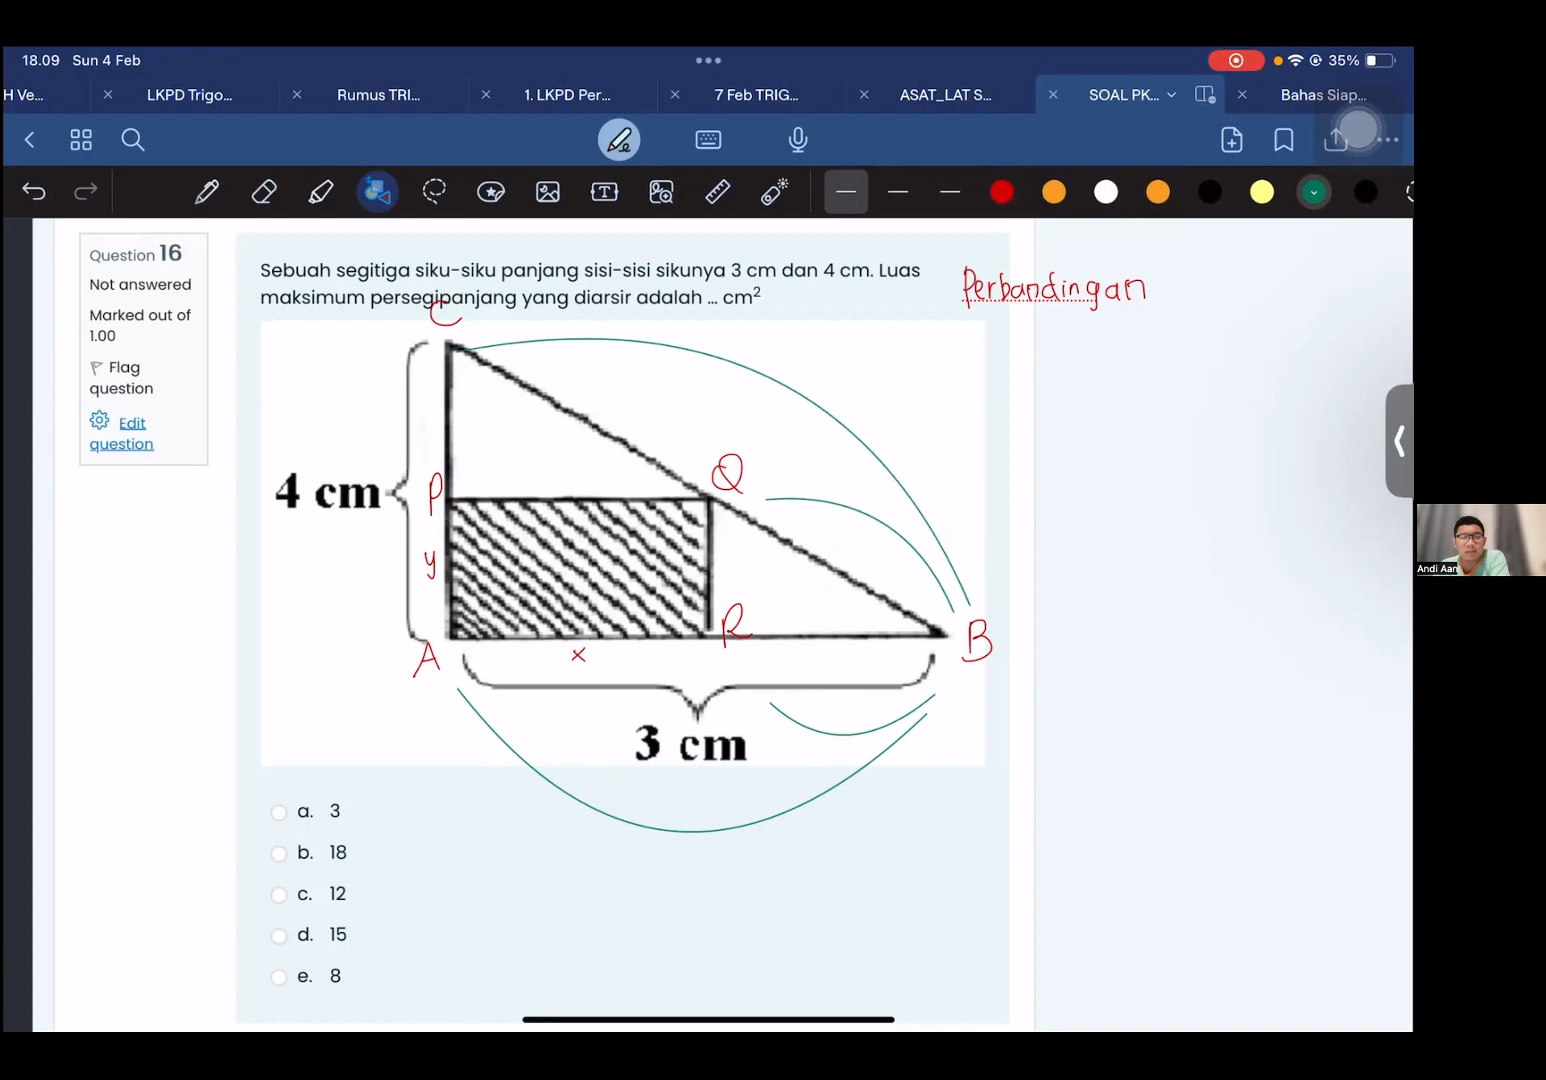 18.09 Sun 4 Feb
35%
H Ve...
LKPD Trigo...
Rumus TRI...
1. LKPD Per...
7 Feb TRIG...
ASAT_LAT S...
SOAL PK...
Bahas Siap...
Question 16
Not answered
Marked out of
1.00
Flag
question
Edit
question
Sebuah segitiga siku-siku panjang sisi-sisi sikunya 3 cm dan 4 cm. Luas
maksimum persegipanjang yang diarsir adalah ... cm²
Perbandingan
C
4 cm
P
Q
y
A
x
R
B
3 cm
a. 3
b. 18
c. 12
d. 15
e. 8
Andi Aan